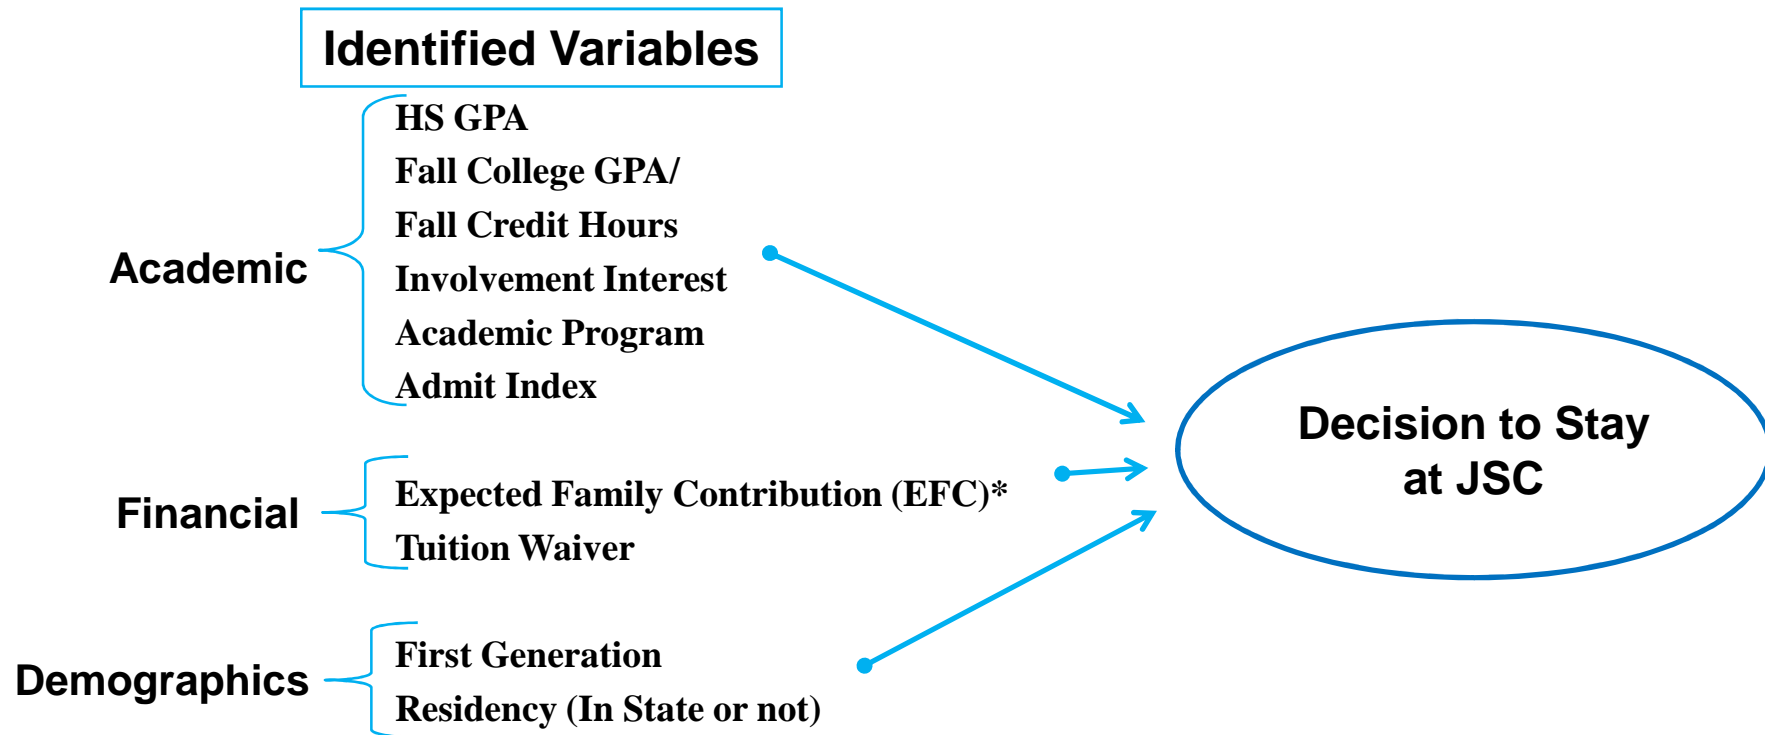 Identified Variables
Academic
HS GPA
Fall College GPA/
Fall Credit Hours
Involvement Interest
Academic Program
Admit Index
Financial
Expected Family Contribution (EFC)*
Tuition Waiver
Demographics
First Generation
Residency (In State or not)
Decision to Stay
at JSC